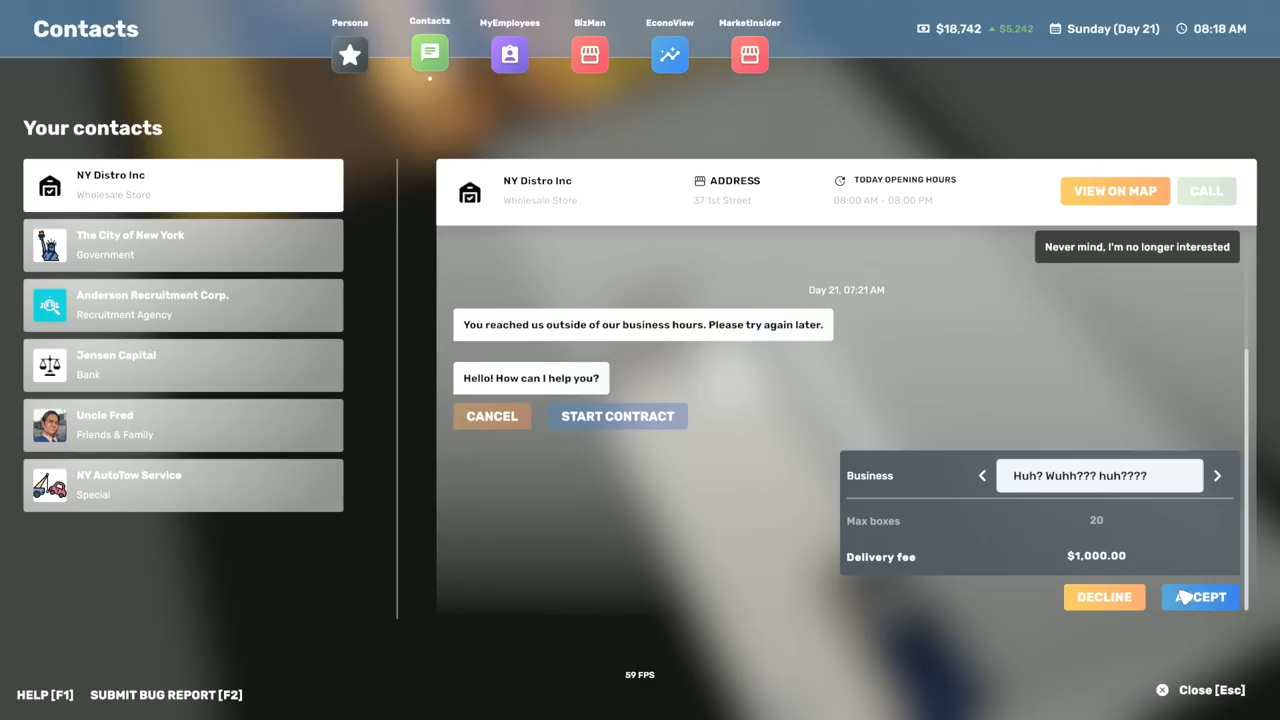 Contacts
Persona
Contacts
MyEmployees
BizMan
EconoView
MarketInsider
$18,742 $5,242 Sunday (Day 21) 08:18 AM
Your contacts
NY Distro Inc
Wholesale Store
The City of New York
Government
Anderson Recruitment Corp.
Recruitment Agency
Jensen Capital
Bank
Uncle Fred
Friends & Family
NY AutoTow Service
Special
NY Distro Inc
Wholesale Store
ADDRESS
37 1st Street
TODAY OPENING HOURS
08:00 AM - 08:00 PM
VIEW ON MAP
CALL
Never mind, I'm no longer interested
Day 21, 07:21 AM
You reached us outside of our business hours. Please try again later.
Hello! How can I help you?
CANCEL START CONTRACT
Business Huh? Wuhh??? huh????
Max boxes 20
Delivery fee $1,000.00
DECLINE ACCEPT
59 FPS
HELP [F1] SUBMIT BUG REPORT [F2]
Close [Esc]